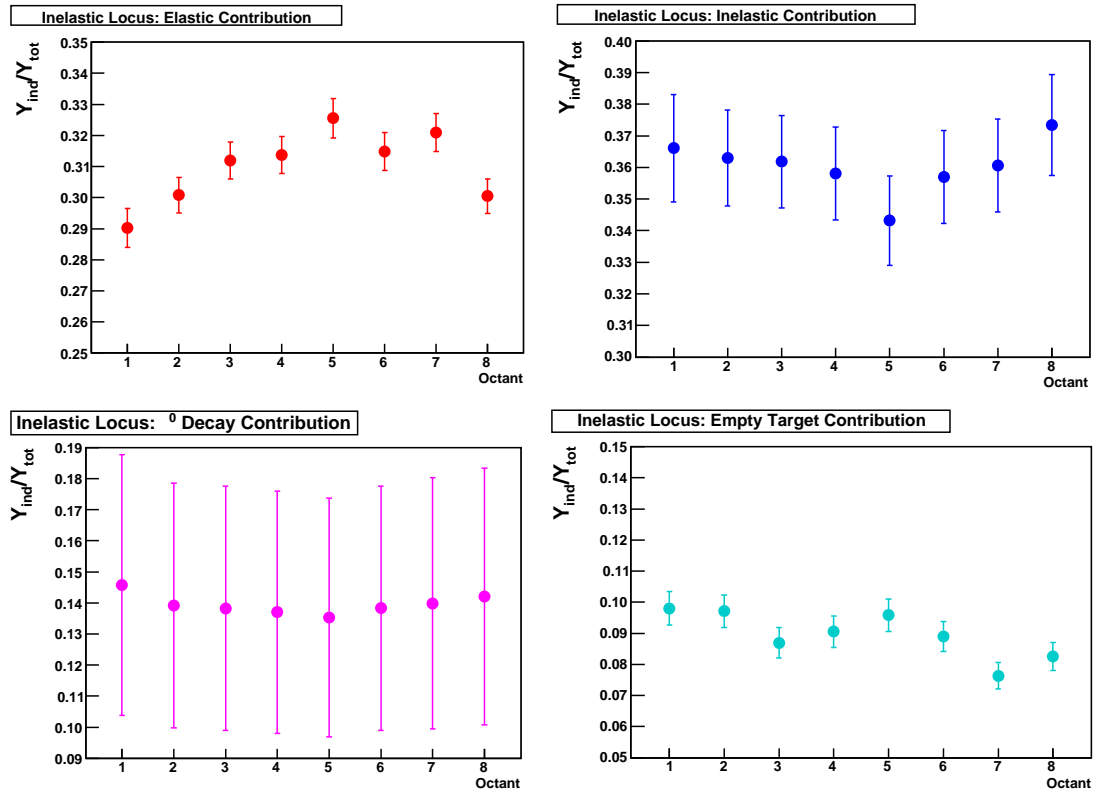 Inelastic Locus: Elastic Contribution
Y_ind/Y_tot
0.35
0.34
0.33
0.32
0.31
0.30
0.29
0.28
0.27
0.26
0.25
1 2 3 4 5 6 7 8
Octant
Inelastic Locus: Inelastic Contribution
Y_ind/Y_tot
0.40
0.39
0.38
0.37
0.36
0.35
0.34
0.33
0.32
0.31
0.30
1 2 3 4 5 6 7 8
Octant
Inelastic Locus: ⁰ Decay Contribution
Y_ind/Y_tot
0.19
0.18
0.17
0.16
0.15
0.14
0.13
0.12
0.11
0.10
0.09
1 2 3 4 5 6 7 8
Octant
Inelastic Locus: Empty Target Contribution
Y_ind/Y_tot
0.15
0.14
0.13
0.12
0.11
0.10
0.09
0.08
0.07
0.06
0.05
1 2 3 4 5 6 7 8
Octant